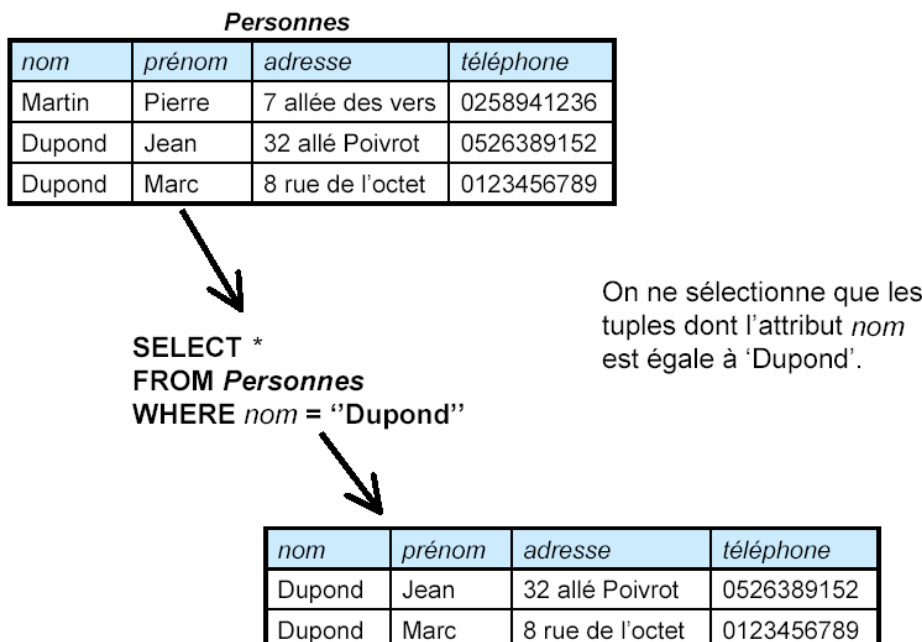 Personnes
nom prénom adresse téléphone
Martin Pierre 7 allée des vers 0258941236
Dupond Jean 32 allé Poivrot 0526389152
Dupond Marc 8 rue de l'octet 0123456789
On ne sélectionne que les
tuples dont l'attribut nom
est égale à ‘Dupond’.
SELECT *
FROM Personnes
WHERE nom = ‘’Dupond’’
nom prénom adresse téléphone
Dupond Jean 32 allé Poivrot 0526389152
Dupond Marc 8 rue de l'octet 0123456789